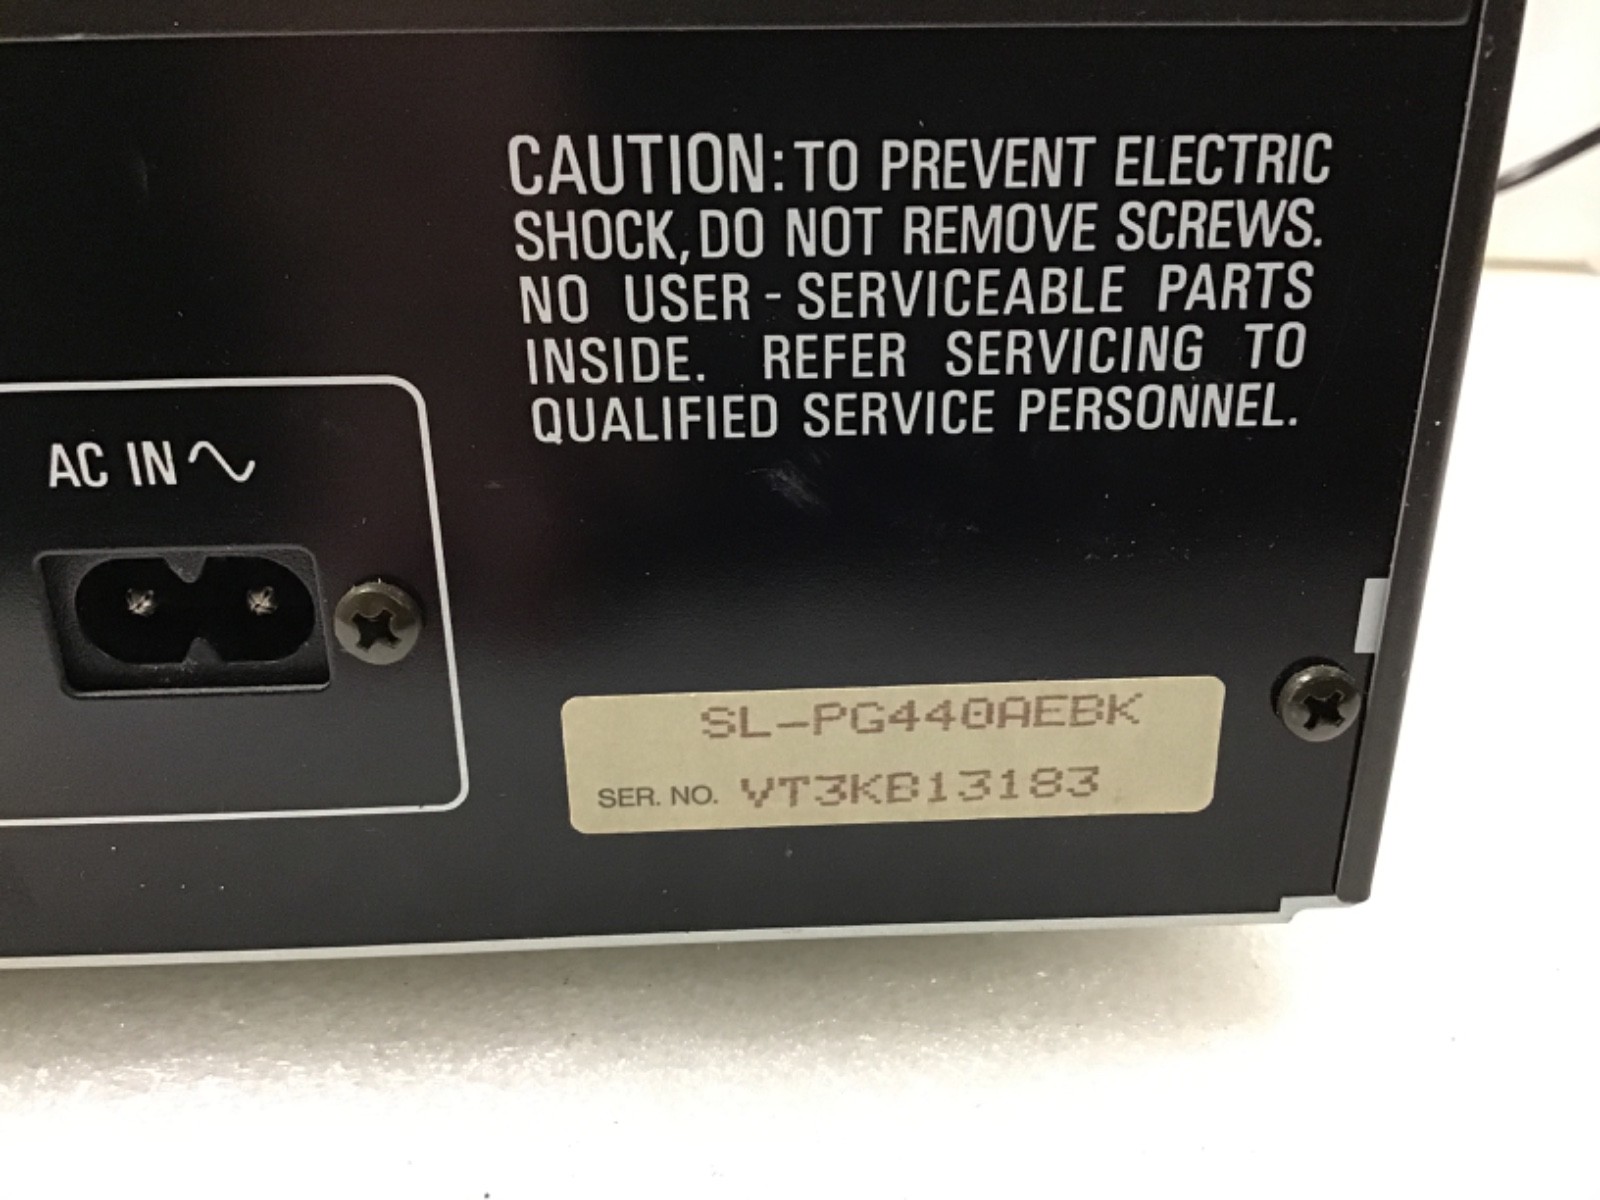 CAUTION: TO PREVENT ELECTRIC
SHOCK, DO NOT REMOVE SCREWS.
NO USER-SERVICEABLE PARTS
INSIDE. REFER SERVICING TO
QUALIFIED SERVICE PERSONNEL.
AC IN
SL-PG440AEBK
SER. NO. VT3KB13183